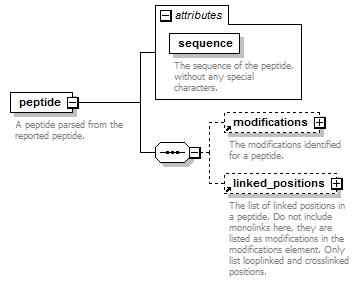 attributes
sequence
The sequence of the peptide,
without any special
characters.
peptide
A peptide parsed from the
reported peptide.
modifications
The modifications identified
for a peptide.
linked_positions
The list of linked positions in
a peptide. Do not include
monolinks here, they are
listed as modifications in the
modifications element. Only
list looplinked and crosslinked
positions.